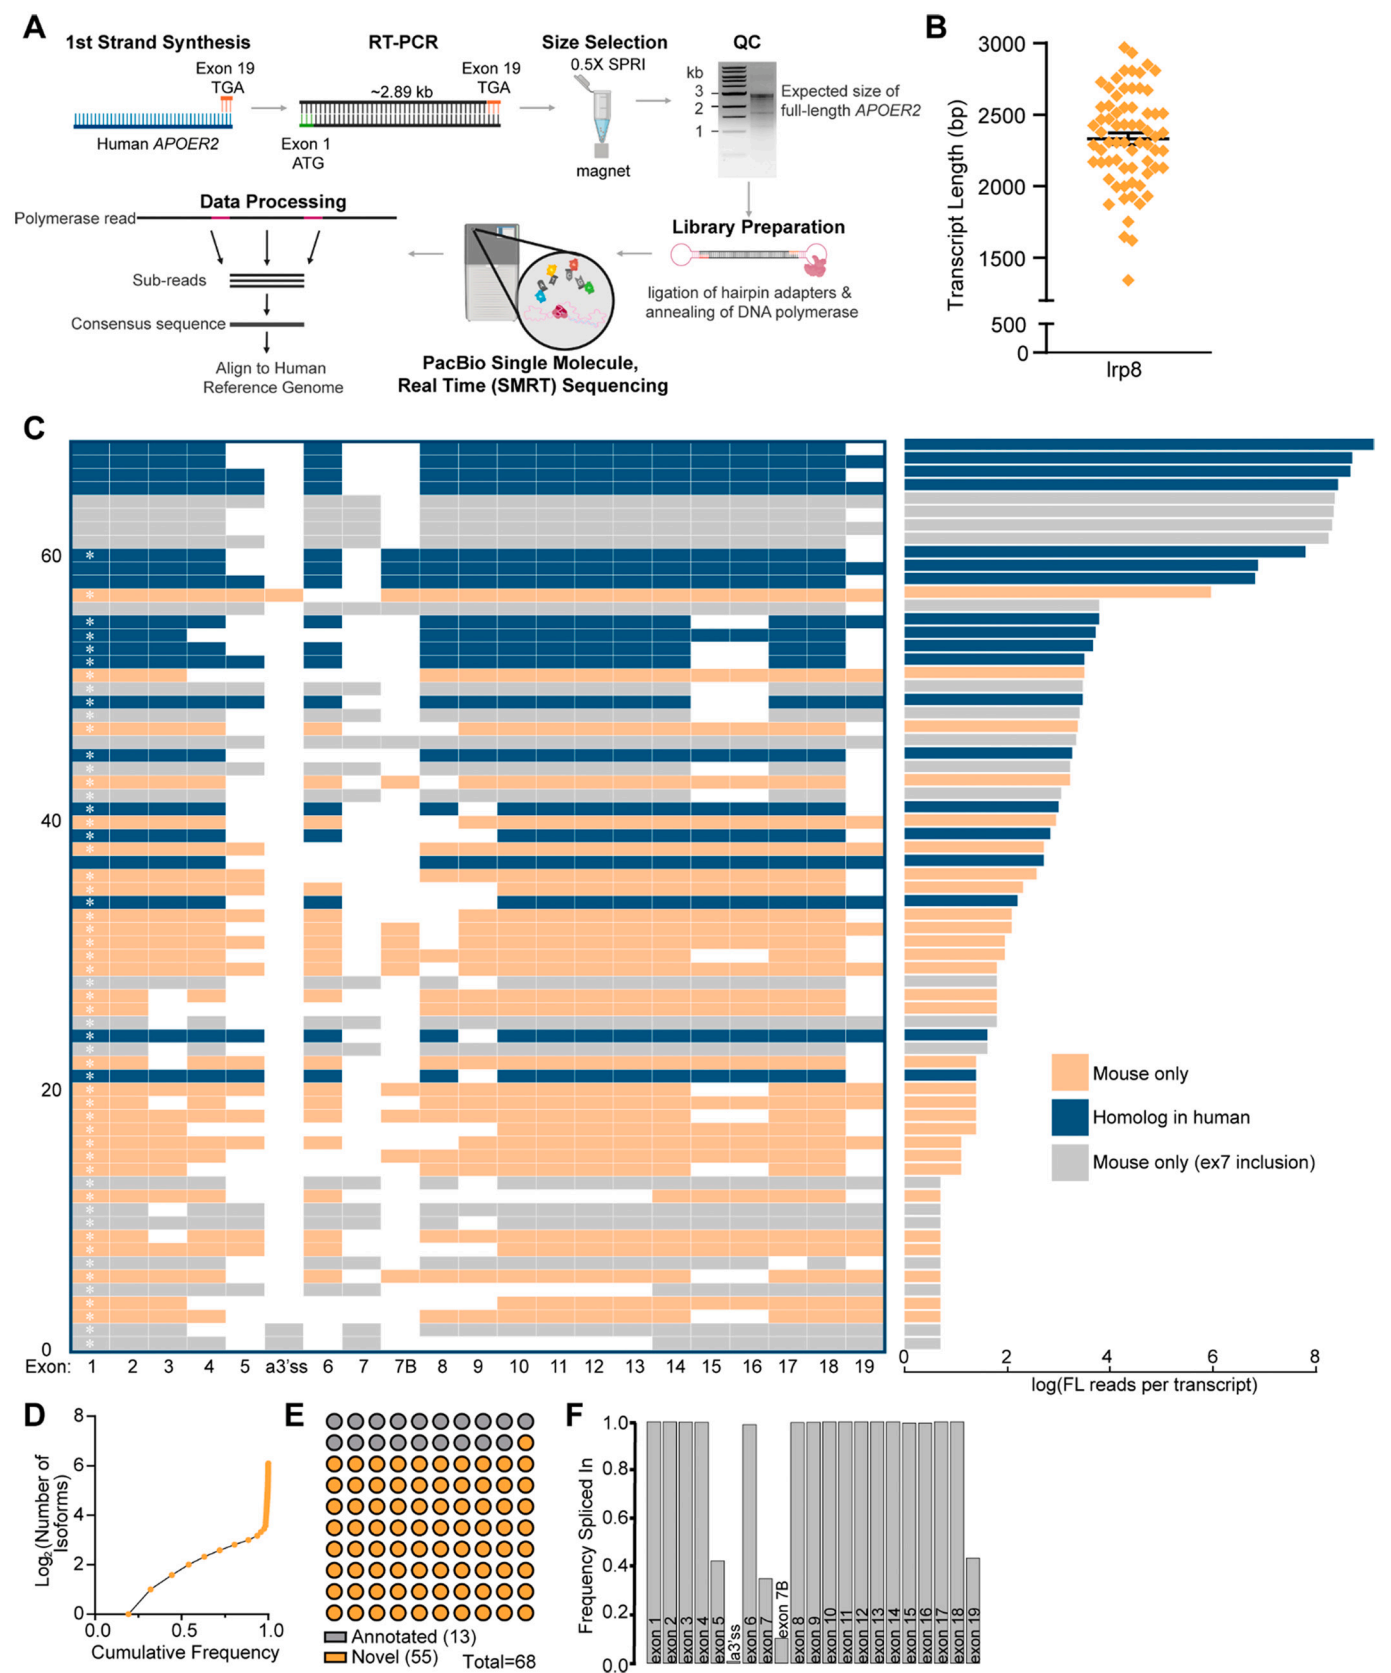 A
1st Strand Synthesis
Exon 19
TGA
Human APOER2
RT-PCR
Exon 19
TGA
~2.89 kb
Exon 1
ATG
Size Selection
0.5X SPRI
magnet
QC
kb
3
2
1
Expected size of
full-length APOER2
Library Preparation
ligation of hairpin adapters &
annealing of DNA polymerase
PacBio Single Molecule,
Real Time (SMRT) Sequencing
Data Processing
Polymerase read
Sub-reads
Consensus sequence
Align to Human
Reference Genome
B
Transcript Length (bp)
3000
2500
2000
1500
500
0
lrp8
C
60
40
20
0
Exon: 1 2 3 4 5 a3'ss 6 7 7B 8 9 10 11 12 13 14 15 16 17 18 19
Mouse only
Homolog in human
Mouse only (ex7 inclusion)
0 2 4 6 8
log(FL reads per transcript)
D
Log2(Number of
Isoforms)
8
6
4
2
0
0.0 0.5 1.0
Cumulative Frequency
E
Annotated (13)
Novel (55)
Total=68
F
Frequency Spliced In
1.0
0.8
0.6
0.4
0.2
0.0
exon 1
exon 2
exon 3
exon 4
exon 5
a3'ss
exon 6
exon 7
exon 7B
exon 8
exon 9
exon 10
exon 11
exon 12
exon 13
exon 14
exon 15
exon 16
exon 17
exon 18
exon 19